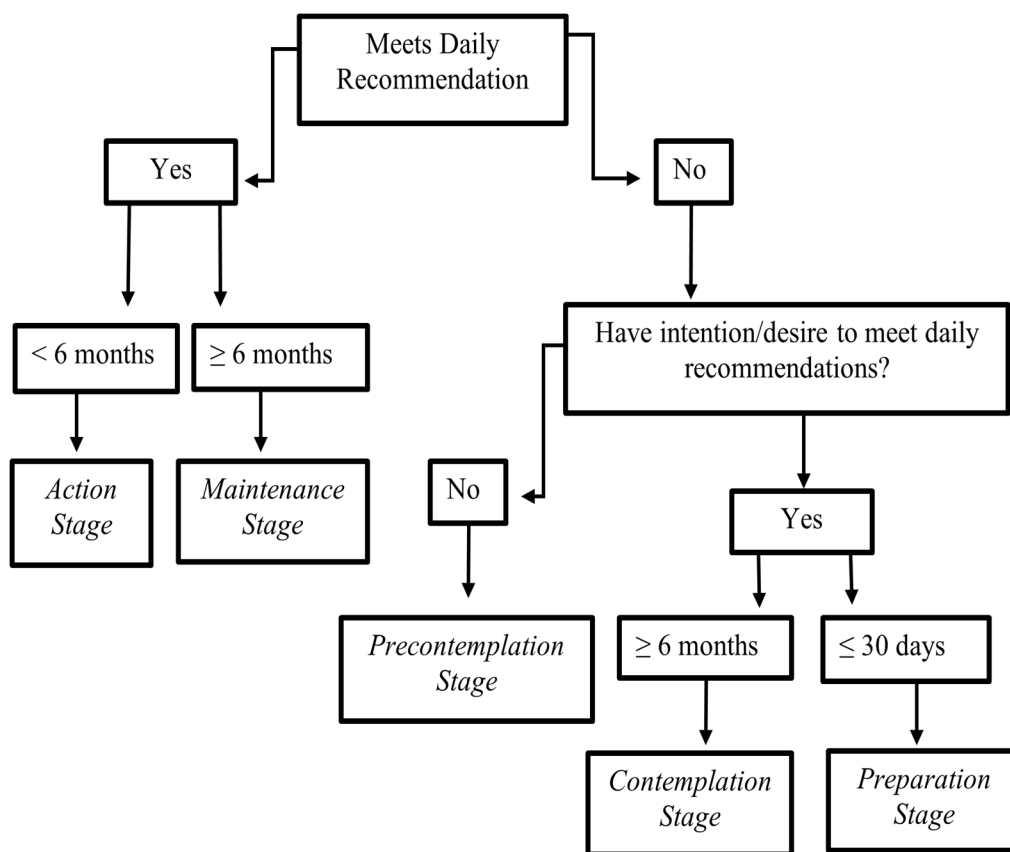 Meets Daily
Recommendation
Yes
No
< 6 months
≥ 6 months
Have intention/desire to meet daily
recommendations?
Action
Stage
Maintenance
Stage
No
Yes
Precontemplation
Stage
≥ 6 months
≤ 30 days
Contemplation
Stage
Preparation
Stage